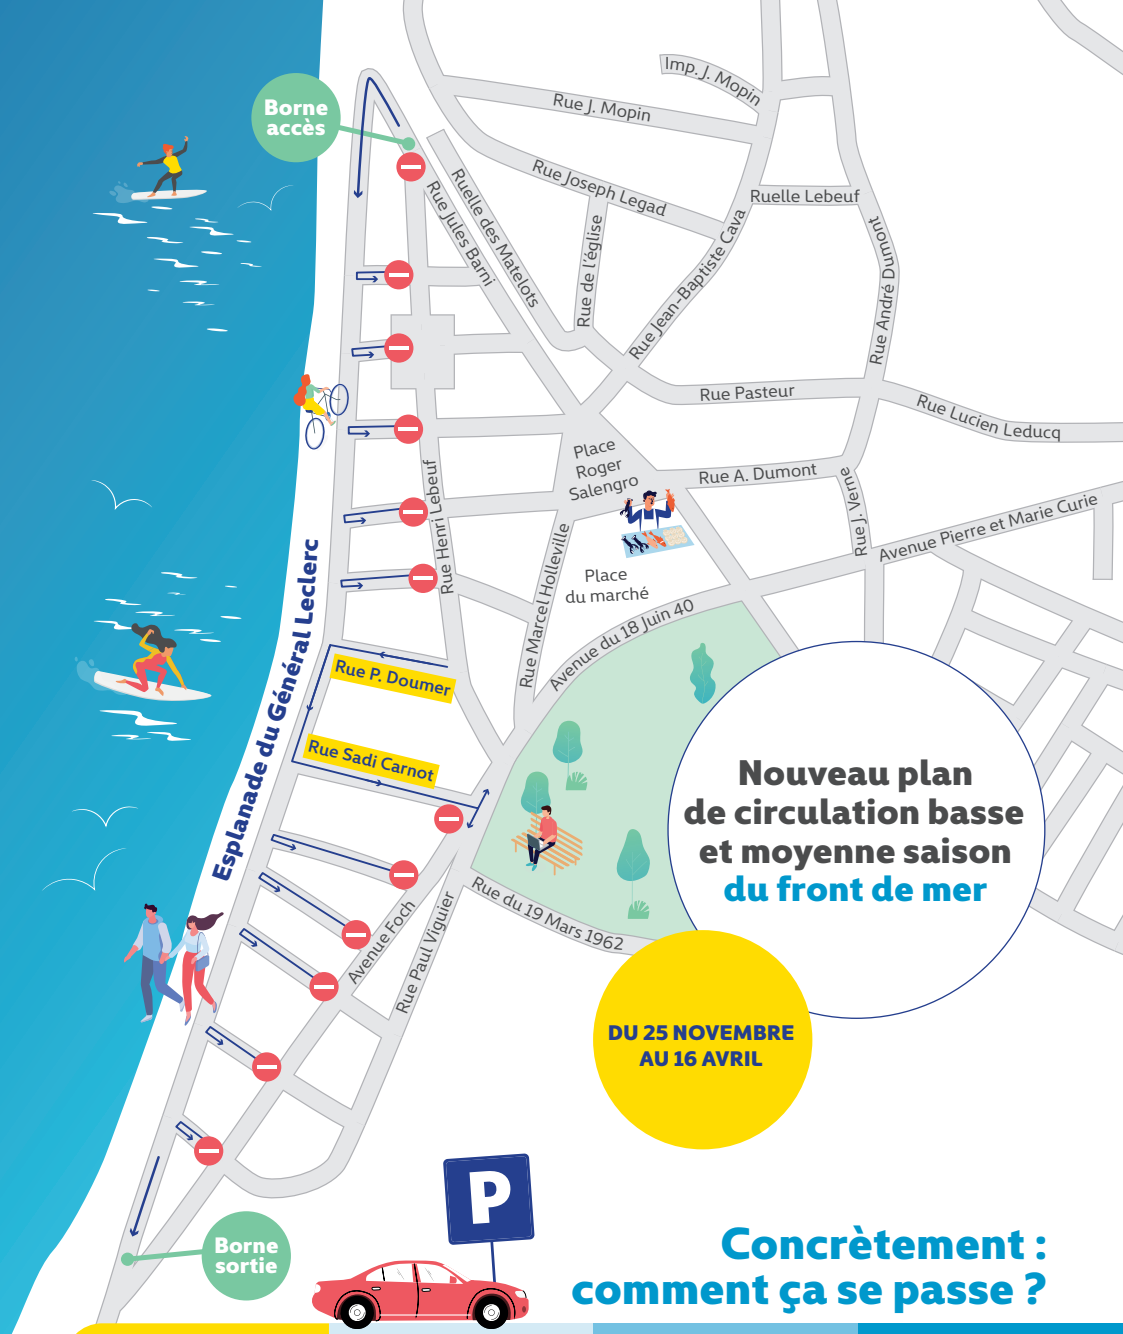 Imp. J. Mopin
Rue J. Mopin
Borne
accès
Rue Joseph Legad
Ruelle Lebeuf
Rue Jules Barni
Ruelle des Matelots
Rue de l'église
Rue Jean-Baptiste Cava
Rue André Dumont
Rue Pasteur
Rue Lucien Leducq
Place
Roger
Salengro
Rue A. Dumont
Rue J. Verne
Avenue Pierre et Marie Curie
Rue Henri Lebeuf
Rue Marcel Holleville
Place
du marché
Avenue du 18 Juin 40
Esplanade du Général Leclerc
Rue P. Doumer
Rue Sadi Carnot
Nouveau plan
de circulation basse
et moyenne saison
du front de mer
Rue du 19 Mars 1962
Avenue Foch
Rue Paul Viguier
DU 25 NOVEMBRE
AU 16 AVRIL
P
Borne
sortie
Concrètement :
comment ça se passe ?